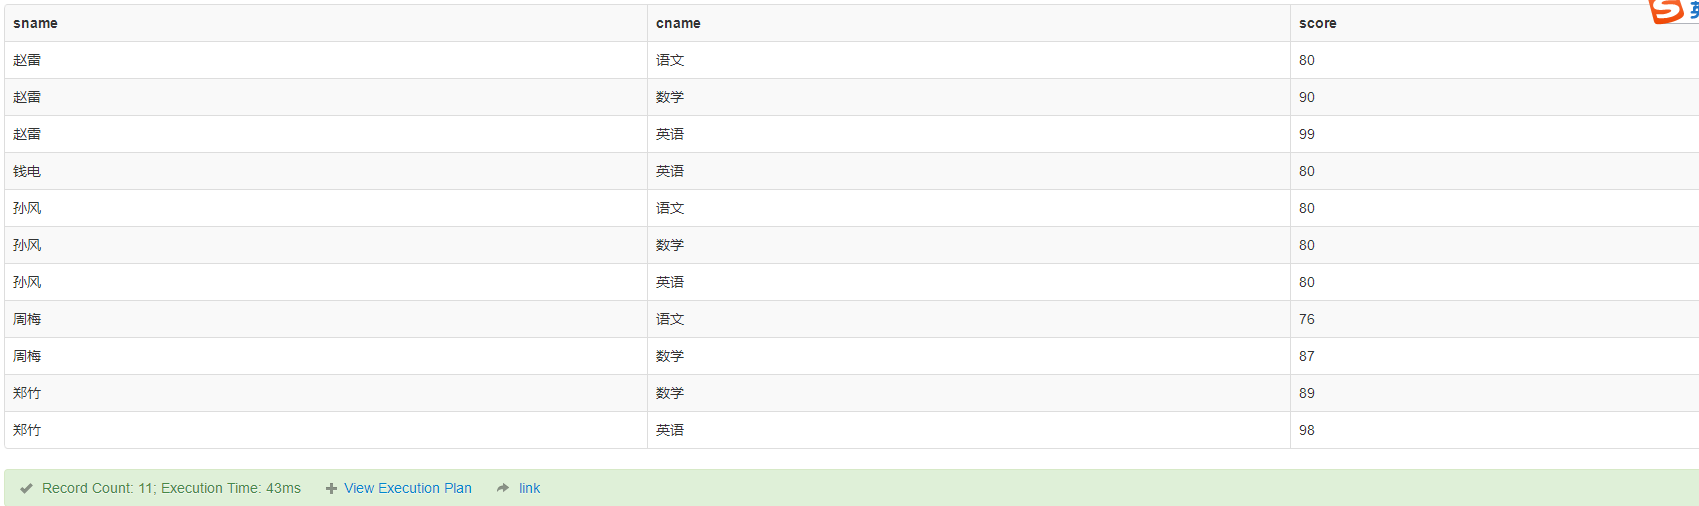 sname cname score
赵雷 语文 80
赵雷 数学 90
赵雷 英语 99
钱电 英语 80
孙风 语文 80
孙风 数学 80
孙风 英语 80
周梅 语文 76
周梅 数学 87
郑竹 数学 89
郑竹 英语 98
Record Count: 11; Execution Time: 43ms View Execution Plan link